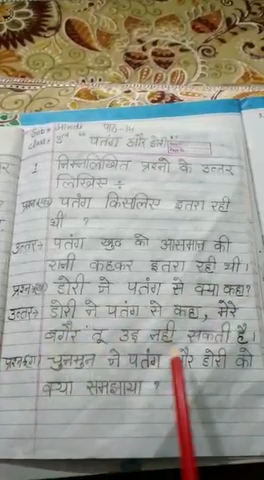 Sub → Hindi पाठ-14
Class → 3rd "पतंग और डोरी"
1 निम्नलिखित प्रश्नों के उत्तर
लिखिए ÷
प्रश्न पतंग किसलिए इतरा रही
थी ?
उत्तर→ पतंग खुद को आसमान की
रानी कहकर इतरा रही थी।
प्रश्न डोरी ने पतंग से क्या कहा?
उत्तर→ डोरी ने पतंग से कहा, मेरे
बगैर तू उड़ नही सकती है।
प्रश्न चुनमुन ने पतंग और डोरी को
क्या समझाया ?